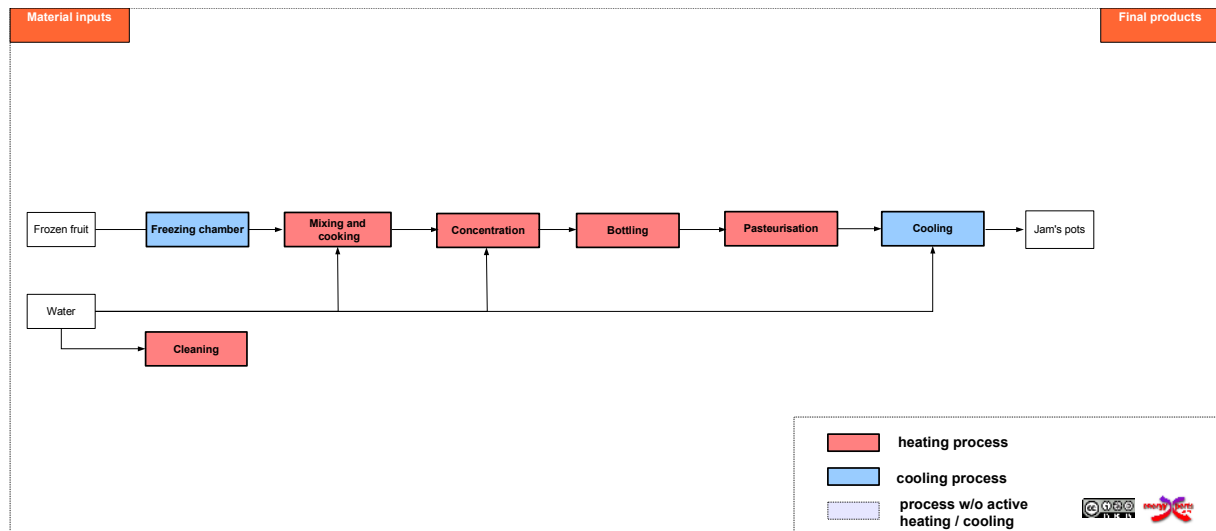 Material inputs
Final products
Frozen fruit
Freezing chamber
Mixing and
cooking
Concentration
Bottling
Pasteurisation
Cooling
Jam's pots
Water
Cleaning
heating process
cooling process
process w/o active
heating / cooling